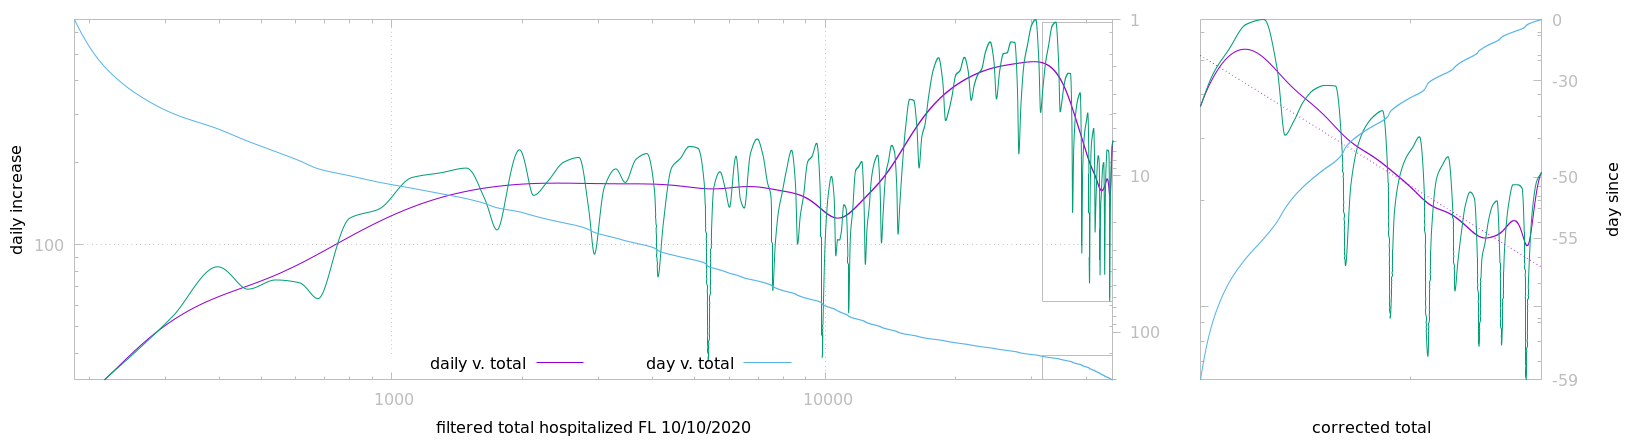 daily increase
100
1000
10000
1
10
100
daily v. total
day v. total
filtered total hospitalized FL 10/10/2020
0
-30
-50
-55
-59
day since
corrected total